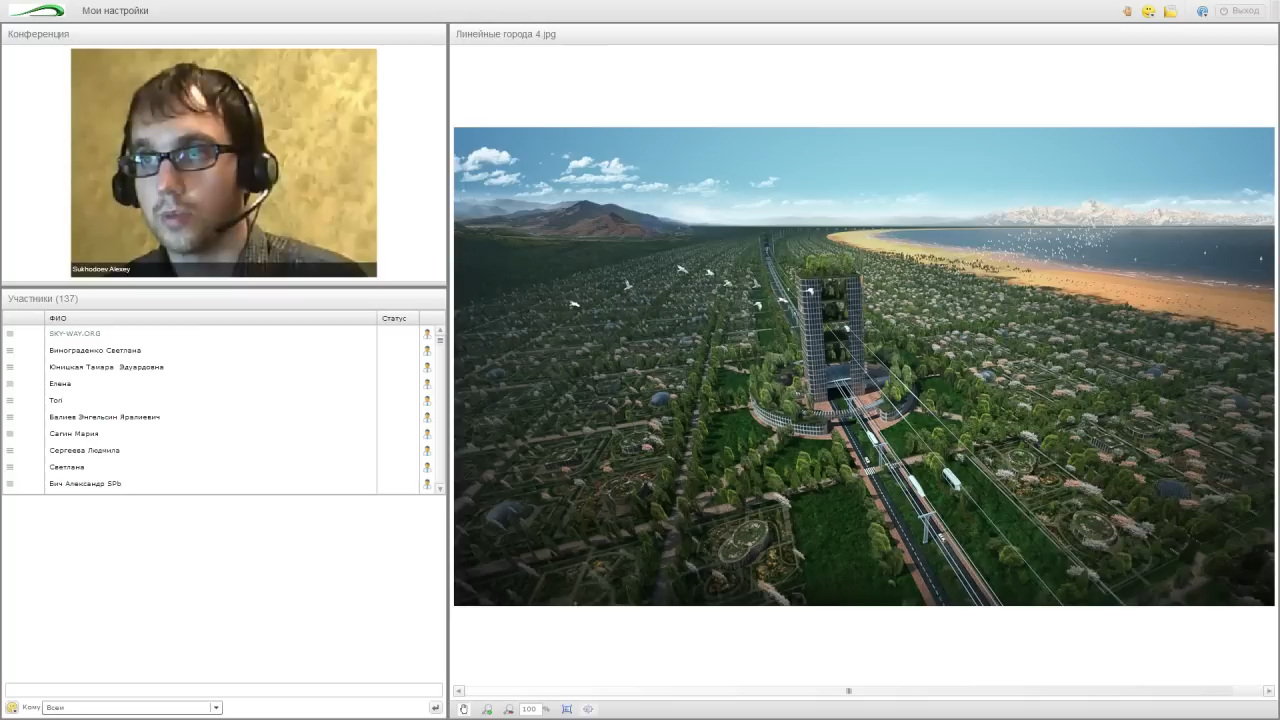 Мои настройки
Выход
Конференция
Линейные города 4.jpg
Sukhodoev Alexey
Участники (137)
ФИО
Статус
SKY-WAY.ORG
Винограденко Светлана
Юницкая Тамара Эдуардовна
Елена
Tori
Валиев Энгельсин Яралиевич
Сагин Мария
Сергеева Людмила
Светлана
Бич Александр SPb
Кому
Всем
100 %